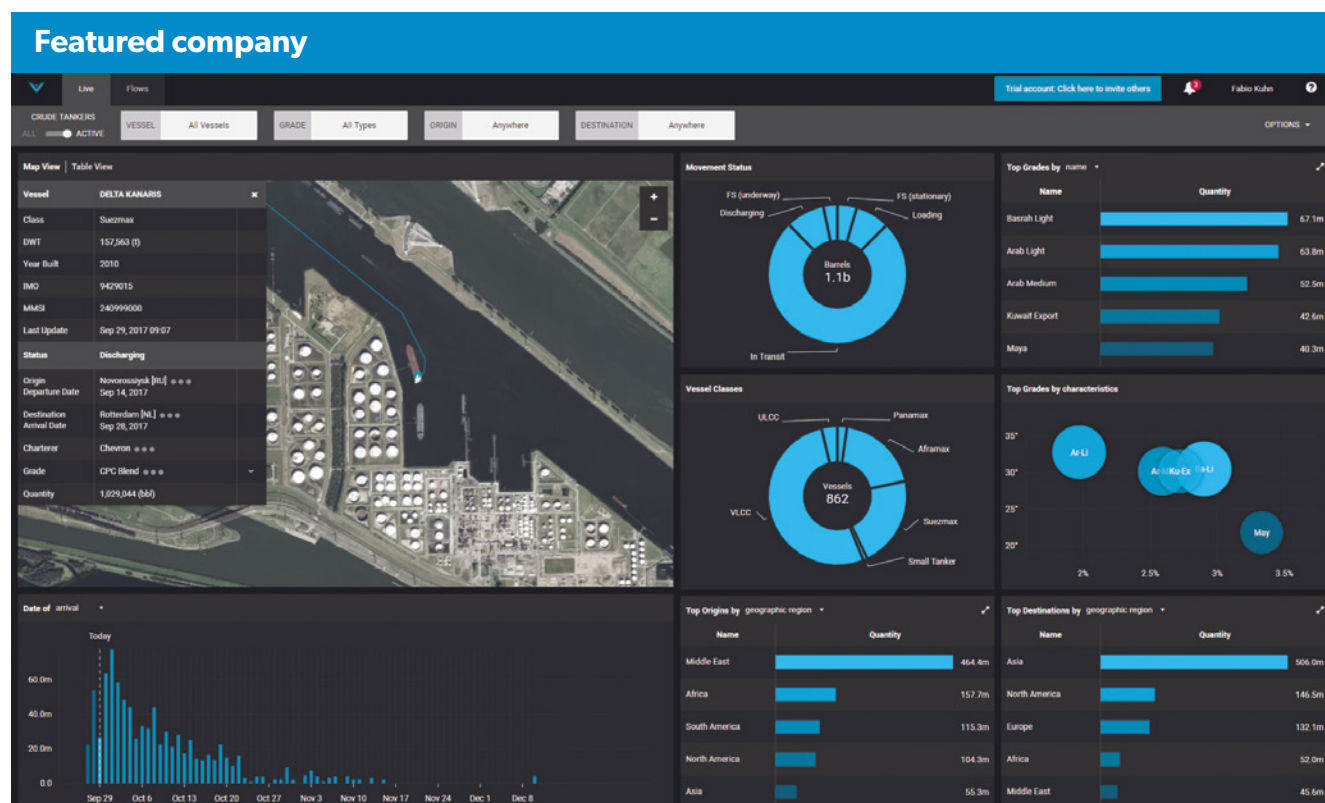 Featured company
Live Flows Trial account: Click here to invite others 3 Fabio Kuhn ?
CRUDE TANKERS
ALL ACTIVE VESSEL All Vessels GRADE All Types ORIGIN Anywhere DESTINATION Anywhere OPTIONS
Map View | Table View
Vessel DELTA KANARIS ×
Class Suezmax
DWT 157,563 (t)
Year Built 2010
IMO 9429015
MMSI 240999000
Last Update Sep 29, 2017 09:07
Status Discharging
Origin Novorossiysk [RU]
Departure Date Sep 14, 2017
Destination Rotterdam [NL]
Arrival Date Sep 28, 2017
Charterer Chevron
Grade CPC Blend
Quantity 1,029,044 (bbl)
+
−
Movement Status
FS (underway) FS (stationary)
Discharging Loading
Barrels
1.1b
In Transit
Top Grades by name
Name Quantity
Basrah Light 67.1m
Arab Light 63.8m
Arab Medium 52.5m
Kuwait Export 42.6m
Maya 40.3m
Vessel Classes
ULCC Panamax
Aframax
Vessels
862
VLCC Suezmax
Small Tanker
Top Grades by characteristics
35°
30°
25°
20°
Ar-Li
Ku-Ex
May
2% 2.5% 3% 3.5%
Date of arrival
Today
60.0m
40.0m
20.0m
0.0
Sep 29 Oct 6 Oct 13 Oct 20 Oct 27 Nov 3 Nov 10 Nov 17 Nov 24 Dec 1 Dec 8
Top Origins by geographic region
Name Quantity
Middle East 464.4m
Africa 157.7m
South America 115.3m
North America 104.3m
Asia 55.3m
Top Destinations by geographic region
Name Quantity
Asia 506.0m
North America 146.5m
Europe 132.1m
Africa 52.0m
Middle East 45.6m